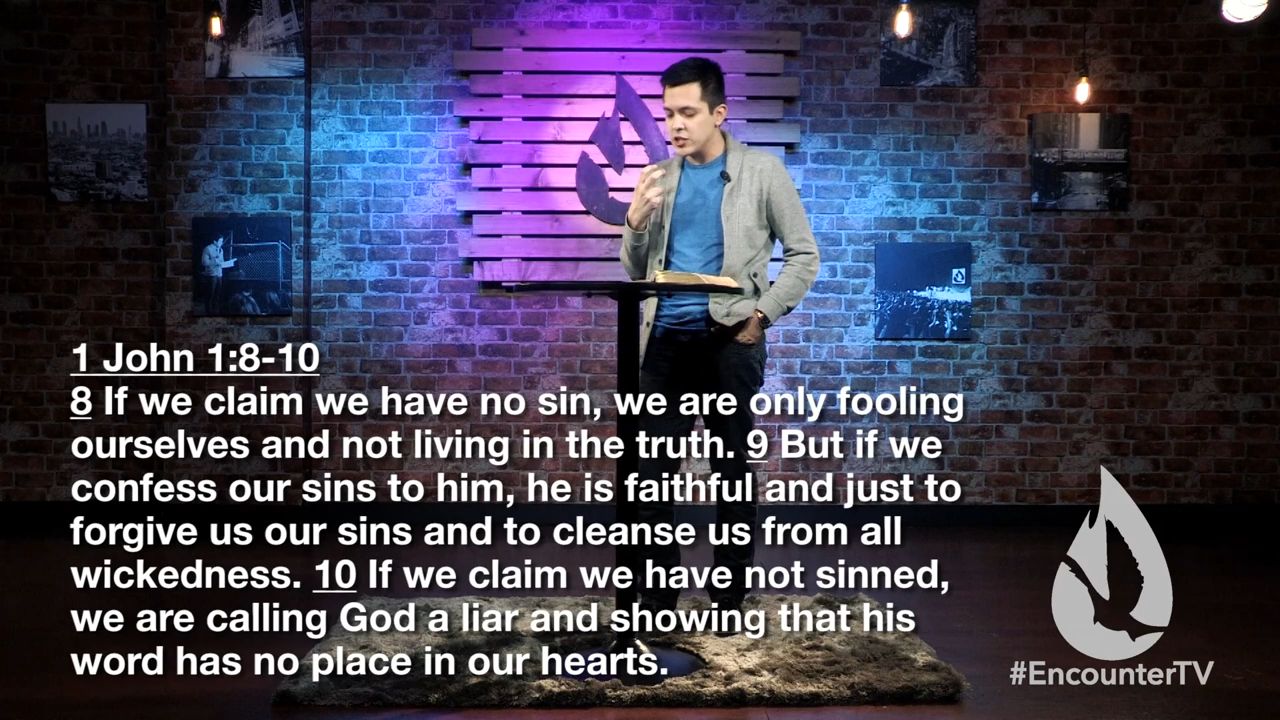 1 John 1:8-10
8 If we claim we have no sin, we are only fooling
ourselves and not living in the truth. 9 But if we
confess our sins to him, he is faithful and just to
forgive us our sins and to cleanse us from all
wickedness. 10 If we claim we have not sinned,
we are calling God a liar and showing that his
word has no place in our hearts.
#EncounterTV